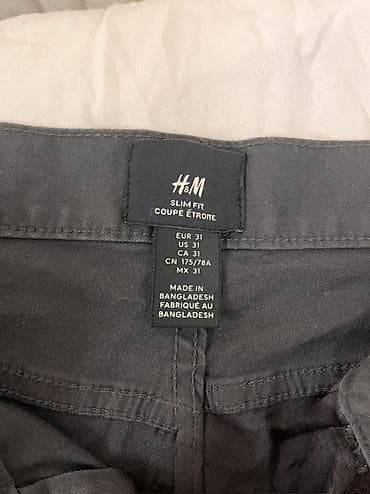 H&M
SLIM FIT
COUPE ÉTROITE
EUR 31
US 31
CA 31
CN 175/78A
MX 31
MADE IN
BANGLADESH
FABRIQUÉ AU
BANGLADESH